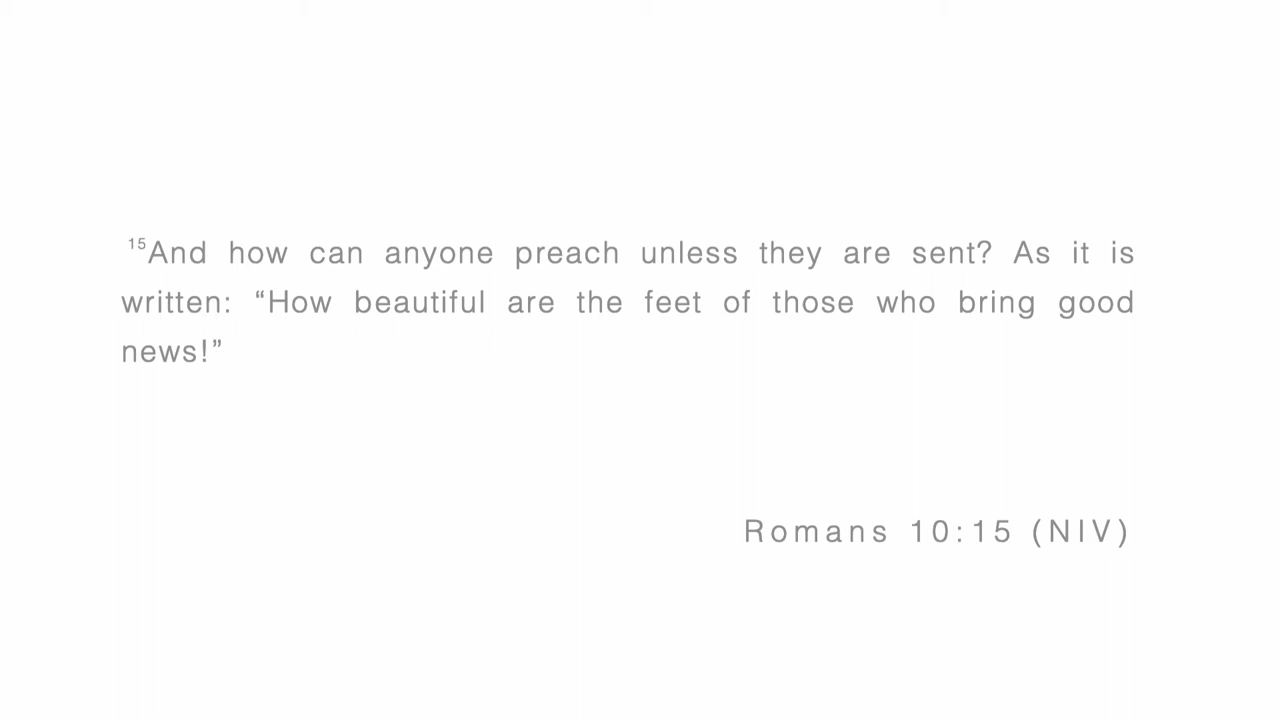 15And how can anyone preach unless they are sent? As it is
written: “How beautiful are the feet of those who bring good
news!”
Romans 10:15 (NIV)